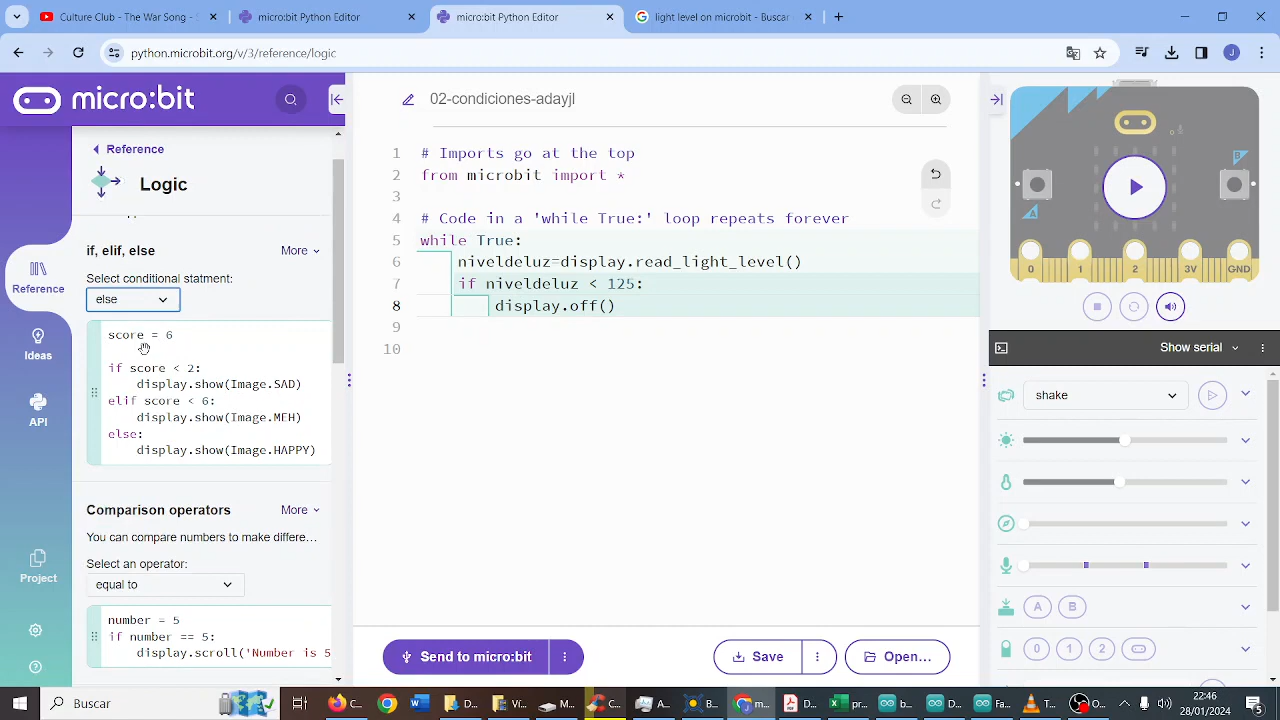 Culture Club - The War Song - S
microbit Python Editor
microbit Python Editor
light level on microbit - Buscar
python.microbit.org/v/3/reference/logic
J
micro:bit
02-condiciones-adayjl
Reference
Logic
if, elif, else
More
Select conditional statment:
else
score = 6
if score < 2:
display.show(Image.SAD)
elif score < 6:
display.show(Image.MEH)
else:
display.show(Image.HAPPY)
Comparison operators
More
You can compare numbers to make differe...
Select an operator:
equal to
number = 5
if number == 5:
display.scroll('Number is 5
Reference
Ideas
API
Project
1 # Imports go at the top
2 from microbit import *
3
4 # Code in a 'while True:' loop repeats forever
5 while True:
6 niveldeluz=display.read_light_level()
7 if niveldeluz < 125:
8 display.off()
9
10
Send to micro:bit
Save
Open...
A
B
0 1 2 3V GND
Show serial
shake
A B
0 1 2
Buscar
C...
W...
D...
Vi...
m...
C...
A...
B...
m...
D...
pr...
b...
D...
Fa...
T...
O...
22:46
28/01/2024